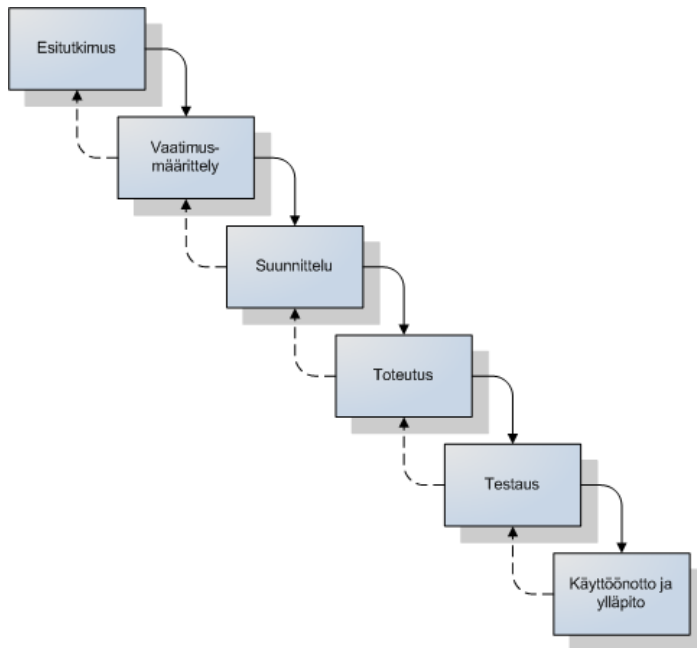 Esitutkimus
Vaatimus-
määrittely
Suunnittelu
Toteutus
Testaus
Käyttöönotto ja
ylläpito